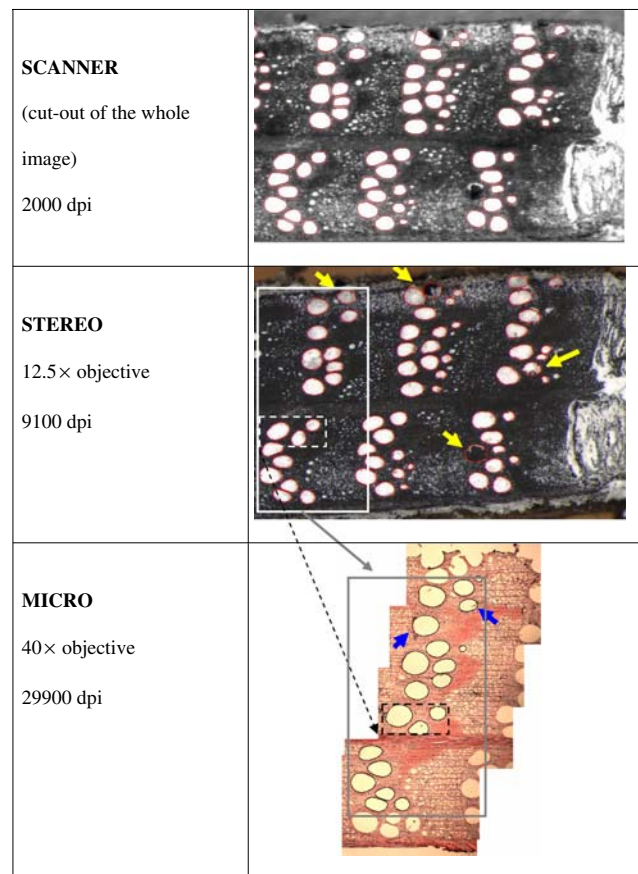 SCANNER
(cut-out of the whole
image)
2000 dpi
STEREO
12.5× objective
9100 dpi
MICRO
40× objective
29900 dpi